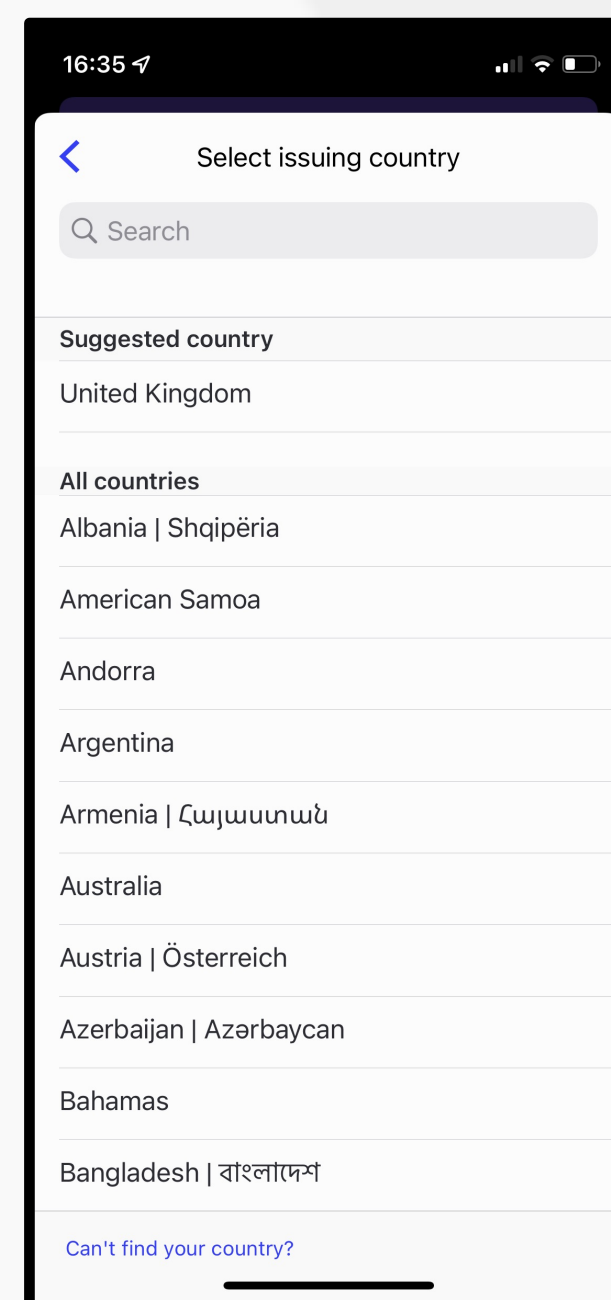 16:35
Select issuing country
Search
Suggested country
United Kingdom
All countries
Albania | Shqipëria
American Samoa
Andorra
Argentina
Armenia | Հայաստան
Australia
Austria | Österreich
Azerbaijan | Azərbaycan
Bahamas
Bangladesh | বাংলাদেশ
Can't find your country?